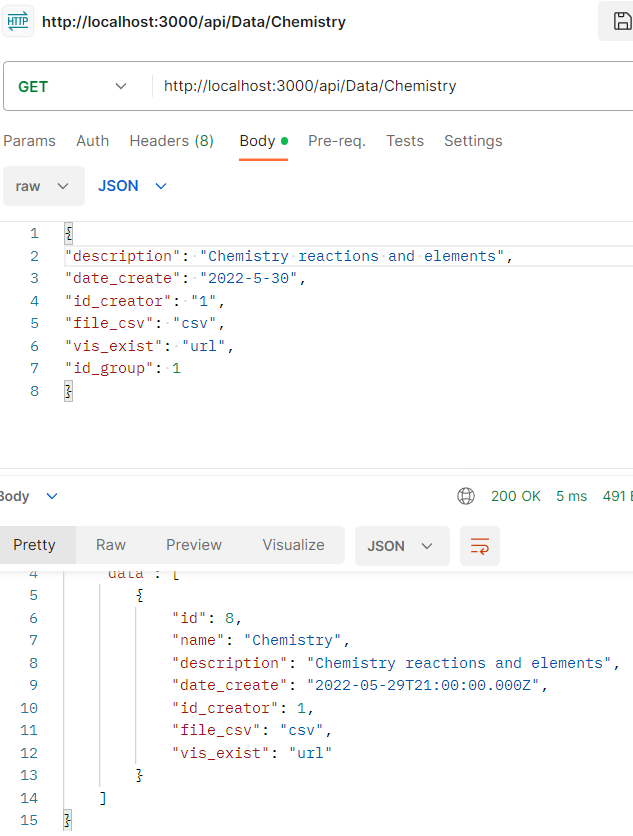 HTTP http://localhost:3000/api/Data/Chemistry
GET http://localhost:3000/api/Data/Chemistry
Params Auth Headers (8) Body Pre-req. Tests Settings
raw JSON
1 {
2 "description": "Chemistry reactions and elements",
3 "date_create": "2022-5-30",
4 "id_creator": "1",
5 "file_csv": "csv",
6 "vis_exist": "url",
7 "id_group": 1
8 }
Body 200 OK 5 ms 491 B
Pretty Raw Preview Visualize JSON
4 "data": [
5 {
6 "id": 8,
7 "name": "Chemistry",
8 "description": "Chemistry reactions and elements",
9 "date_create": "2022-05-29T21:00:00.000Z",
10 "id_creator": 1,
11 "file_csv": "csv",
12 "vis_exist": "url"
13 }
14 ]
15 }